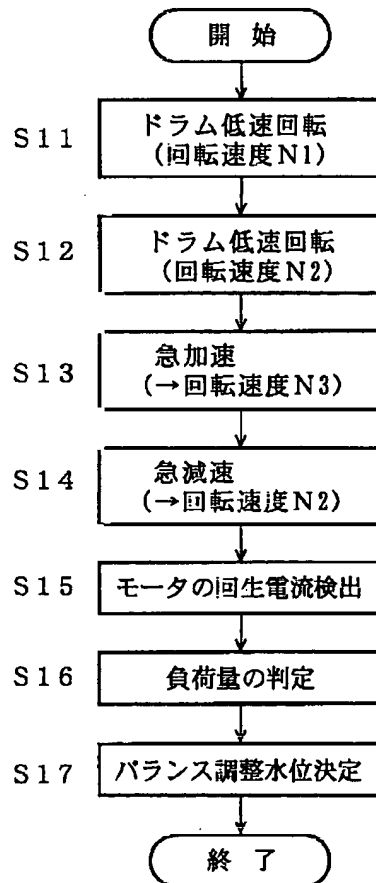 開始
S11
ドラム低速回転
(回転速度N1)
S12
ドラム低速回転
(回転速度N2)
S13
急加速
(→回転速度N3)
S14
急減速
(→回転速度N2)
S15
モータの回生電流検出
S16
負荷量の判定
S17
バランス調整水位決定
終了